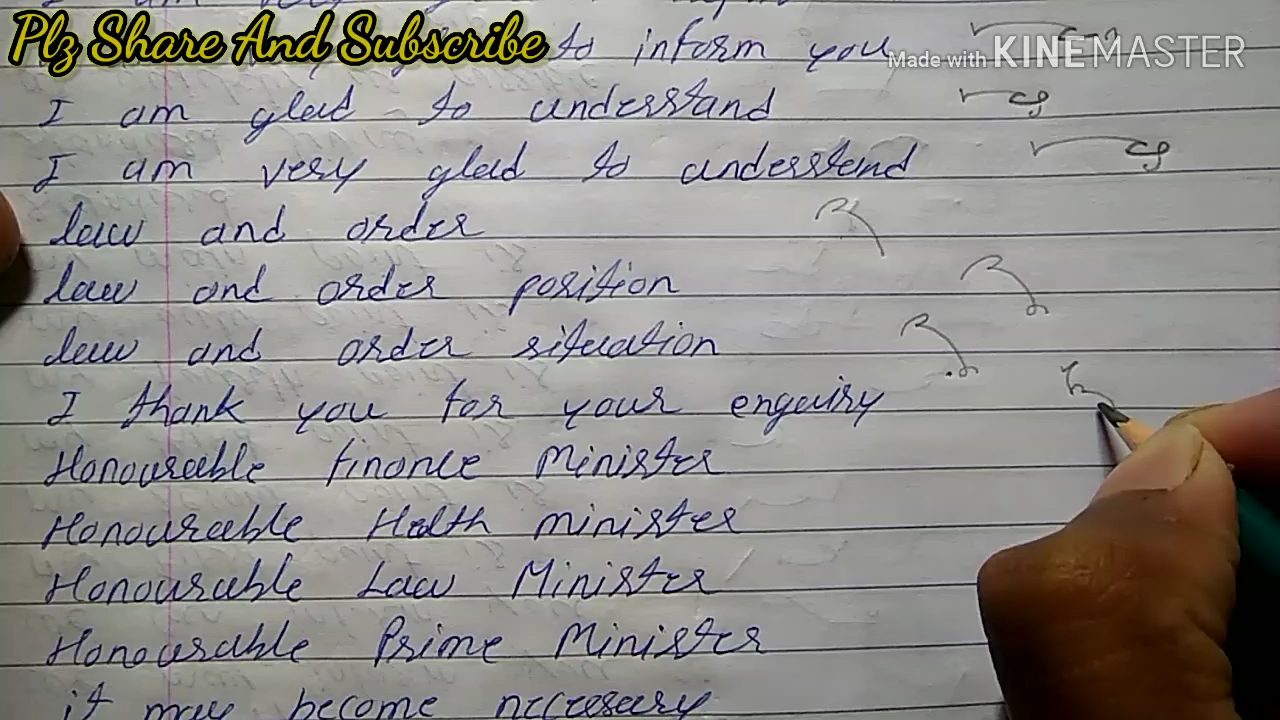 Plz Share And Subscribe
to inform you
Made with KINEMASTER
I am glad to understand
I am very glad to understand
law and order
law and order position
law and order situation
I thank you for your enquiry
Honourable finance Minister
Honourable Health minister
Honourable Law Minister
Honourable Prime Minister
it may become necessary